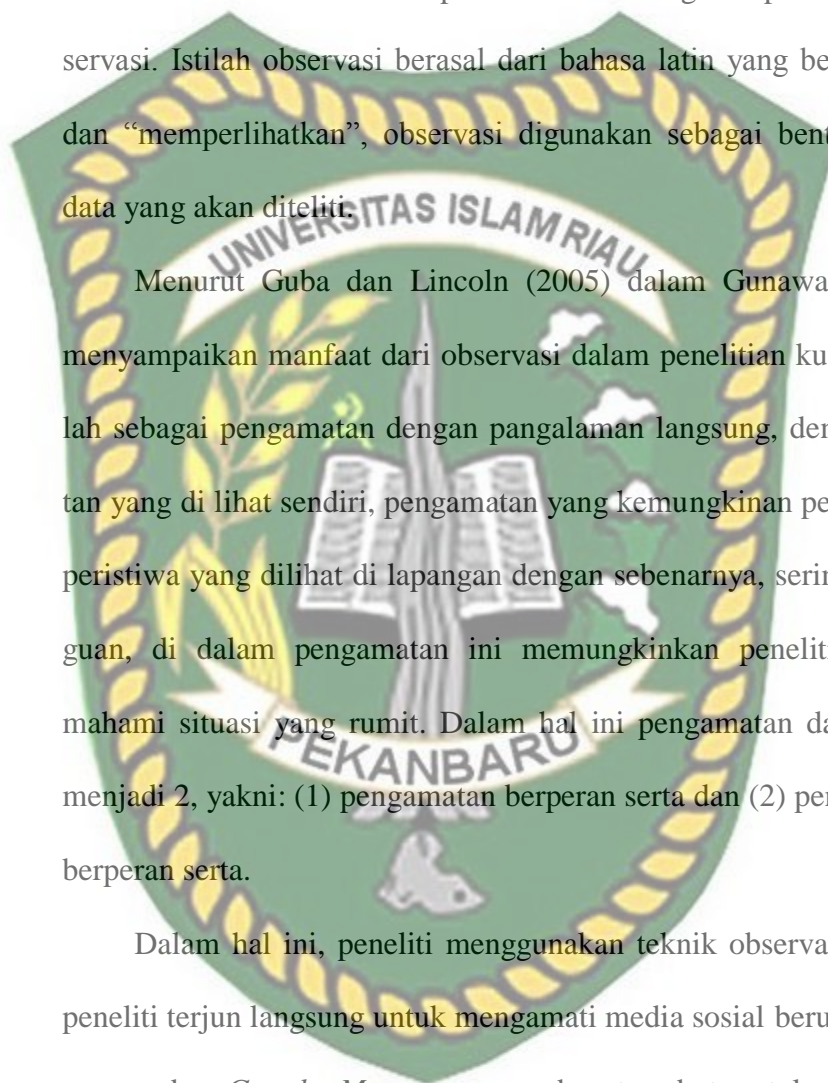 servasi. Istilah observasi berasal dari bahasa latin yang be
dan “memperlihatkan”, observasi digunakan sebagai bent
data yang akan diteliti.
UNIVERSITAS ISLAM RIAU
Menurut Guba dan Lincoln (2005) dalam Gunawa
menyampaikan manfaat dari observasi dalam penelitian ku
lah sebagai pengamatan dengan pangalaman langsung, den
tan yang di lihat sendiri, pengamatan yang kemungkinan pe
peristiwa yang dilihat di lapangan dengan sebenarnya, serin
guan, di dalam pengamatan ini memungkinkan peneliti
mahami situasi yang rumit. Dalam hal ini pengamatan da
PEKANBARU
menjadi 2, yakni: (1) pengamatan berperan serta dan (2) per
berperan serta.
Dalam hal ini, peneliti menggunakan teknik observa
peneliti terjun langsung untuk mengamati media sosial beru